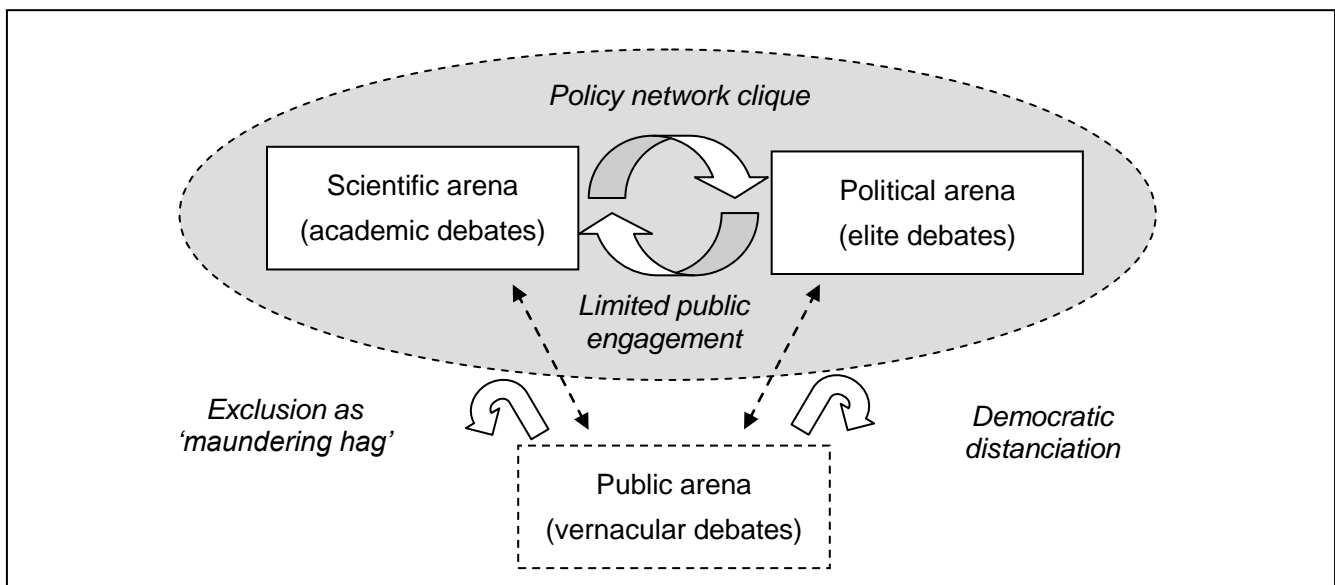 Policy network clique
Scientific arena
(academic debates)
Political arena
(elite debates)
Limited public
engagement
Exclusion as
‘maundering hag’
Democratic
distanciation
Public arena
(vernacular debates)